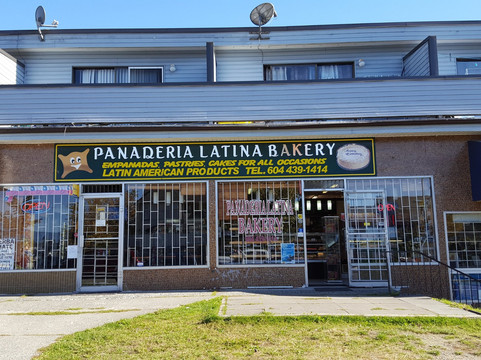 PANADERIA LATINA BAKERY
EMPANADAS, PASTRIES, CAKES FOR ALL OCCASIONS
LATIN AMERICAN PRODUCTS TEL. 604 439-1414
PANADERIA LATINA
BAKERY